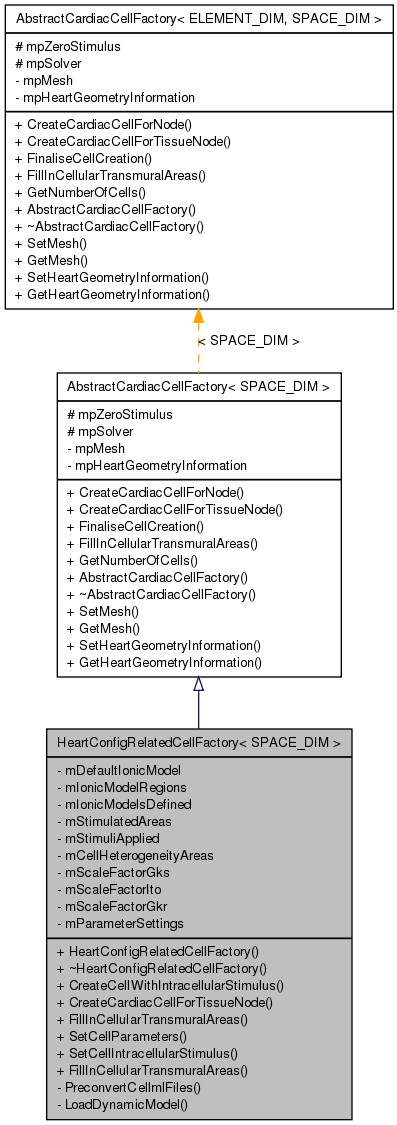 AbstractCardiacCellFactory< ELEMENT_DIM, SPACE_DIM >
# mpZeroStimulus
# mpSolver
- mpMesh
- mpHeartGeometryInformation
+ CreateCardiacCellForNode()
+ CreateCardiacCellForTissueNode()
+ FinaliseCellCreation()
+ FillInCellularTransmuralAreas()
+ GetNumberOfCells()
+ AbstractCardiacCellFactory()
+ ~AbstractCardiacCellFactory()
+ SetMesh()
+ GetMesh()
+ SetHeartGeometryInformation()
+ GetHeartGeometryInformation()
< SPACE_DIM >
AbstractCardiacCellFactory< SPACE_DIM >
# mpZeroStimulus
# mpSolver
- mpMesh
- mpHeartGeometryInformation
+ CreateCardiacCellForNode()
+ CreateCardiacCellForTissueNode()
+ FinaliseCellCreation()
+ FillInCellularTransmuralAreas()
+ GetNumberOfCells()
+ AbstractCardiacCellFactory()
+ ~AbstractCardiacCellFactory()
+ SetMesh()
+ GetMesh()
+ SetHeartGeometryInformation()
+ GetHeartGeometryInformation()
HeartConfigRelatedCellFactory< SPACE_DIM >
- mDefaultIonicModel
- mIonicModelRegions
- mIonicModelsDefined
- mStimulatedAreas
- mStimuliApplied
- mCellHeterogeneityAreas
- mScaleFactorGks
- mScaleFactorIto
- mScaleFactorGkr
- mParameterSettings
+ HeartConfigRelatedCellFactory()
+ ~HeartConfigRelatedCellFactory()
+ CreateCellWithIntracellularStimulus()
+ CreateCardiacCellForTissueNode()
+ FillInCellularTransmuralAreas()
+ SetCellParameters()
+ SetCellIntracellularStimulus()
+ FillInCellularTransmuralAreas()
- PreconvertCellmlFiles()
- LoadDynamicModel()